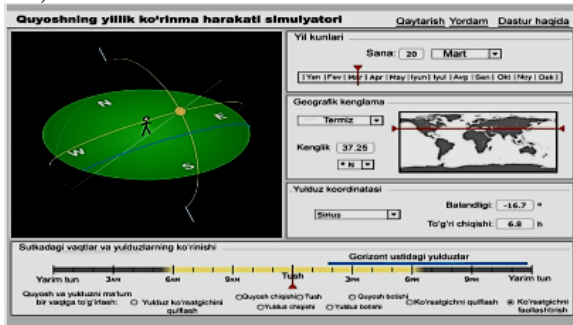 Quyoshning yillik ko'rinma harakati simulyatori
Qaytarish Yordam Dastur haqida
N
E
W
S
Yil kunlari
Sana: 20 Mart
Yan Fev Mar Apr May Iyun Iyul Avg Sen Okt Noy Dek
Geografik kenglama
Termiz
Kenglik 37.25
° N
Yulduz koordinatasi
Sirius
Balandligi: -16.7 °
To'g'ri chiqishi: 6.8 h
Sutkadagi vaqtlar va yulduzlarning ko'rinishi
Gorizont ustidagi yulduzlar
Yarim tun 3AM 6AM 9AM Tush 3PM 6PM 9PM Yarim tun
Quyosh va yulduzni ma'lum bir vaqtga to'g'irlash:
Yulduz ko'rsatgichini qulflash
Quyosh chiqishi Tush Quyosh botishi
Yulduz chiqishi Yulduz botishi
Ko'rsatgichni qulflash
Ko'rsatgichni faollashtirish